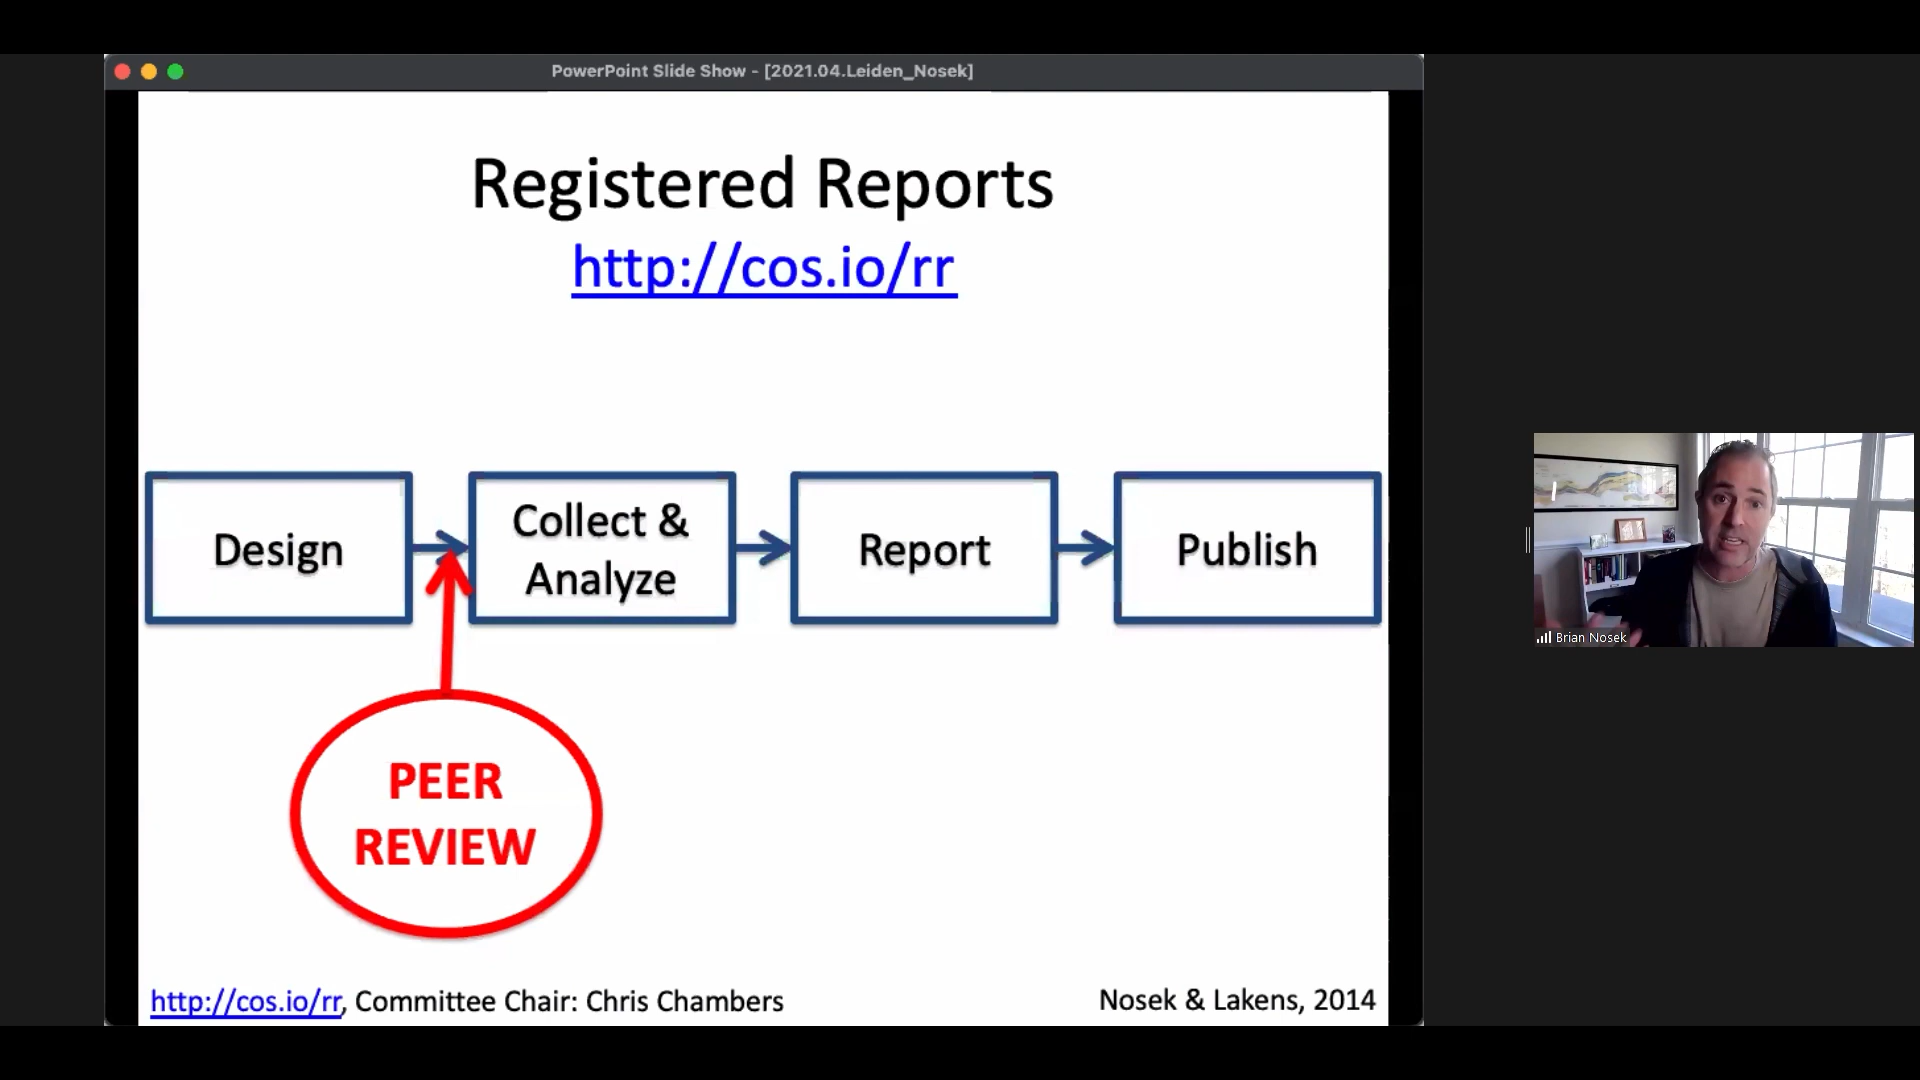 PowerPoint Slide Show - [2021.04.Leiden_Nosek]
Registered Reports
http://cos.io/rr
Design
Collect &
Analyze
Report
Publish
PEER
REVIEW
http://cos.io/rr, Committee Chair: Chris Chambers
Nosek & Lakens, 2014
Brian Nosek